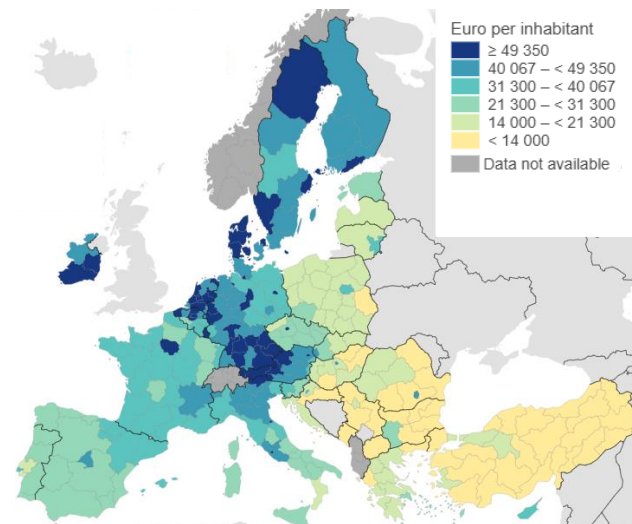 Euro per inhabitant
≥ 49 350
40 067 – < 49 350
31 300 – < 40 067
21 300 – < 31 300
14 000 – < 21 300
< 14 000
Data not available